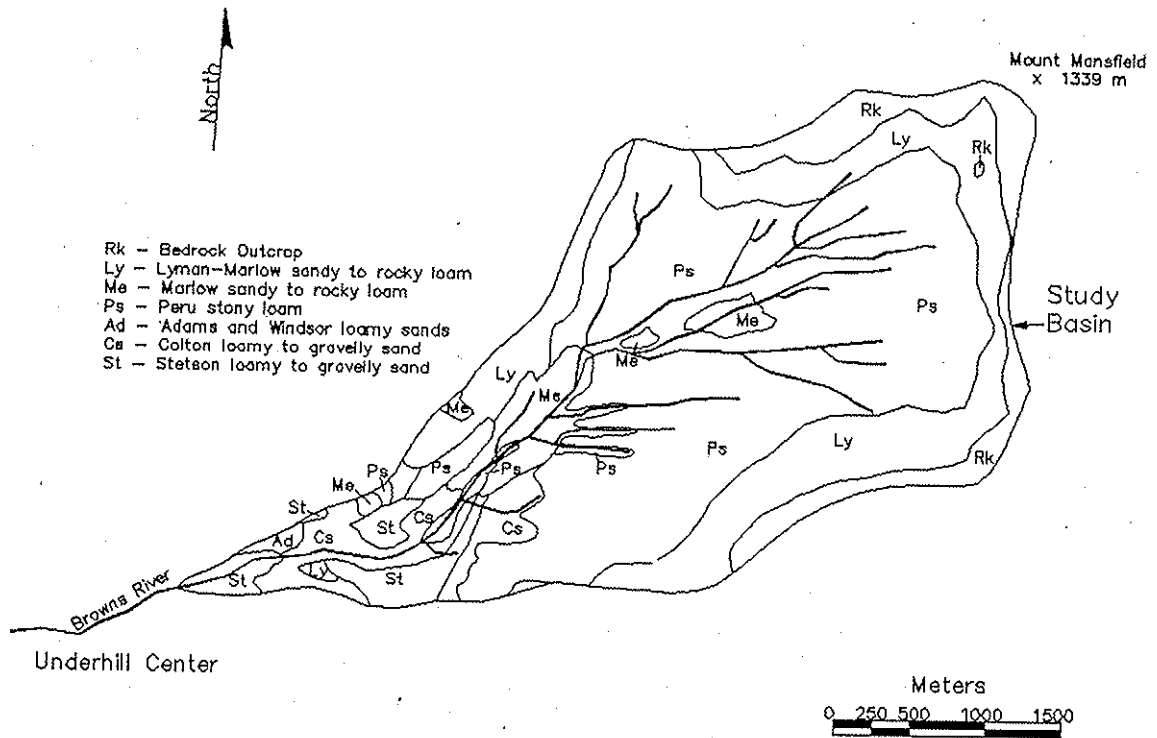 North
Mount Mansfield
x 1339 m
Rk
Ly
Rk
Rk – Bedrock Outcrop
Ly – Lyman-Marlow sandy to rocky loam
Me – Marlow sandy to rocky loam
Ps – Peru stony loam
Ad – Adams and Windsor loamy sands
Cs – Colton loamy to gravelly sand
St – Stetson loamy to gravelly sand
Ps
Ps
Study
Basin
Me
Me
Ly
Me
Me
Ly
Ps
Rk
Ps
Ps
Ps
Ps
Me
St
Cs
St
Cs
Ad
Cs
Ly
St
St
Browns River
Underhill Center
Meters
0 250 500 1000 1500